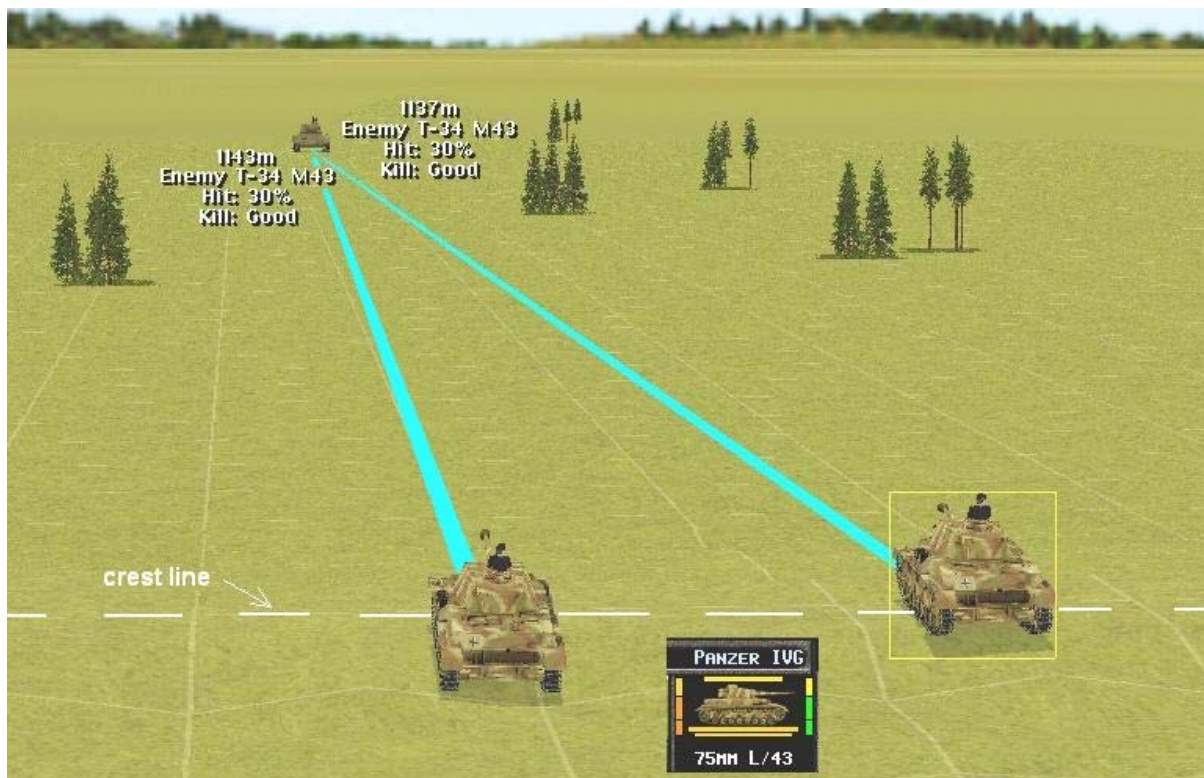 1137m
Enemy T-34 M43
Hit: 30%
Kill: Good
1143m
Enemy T-34 M43
Hit: 30%
Kill: Good
crest line
PANZER IVG
75MM L/43